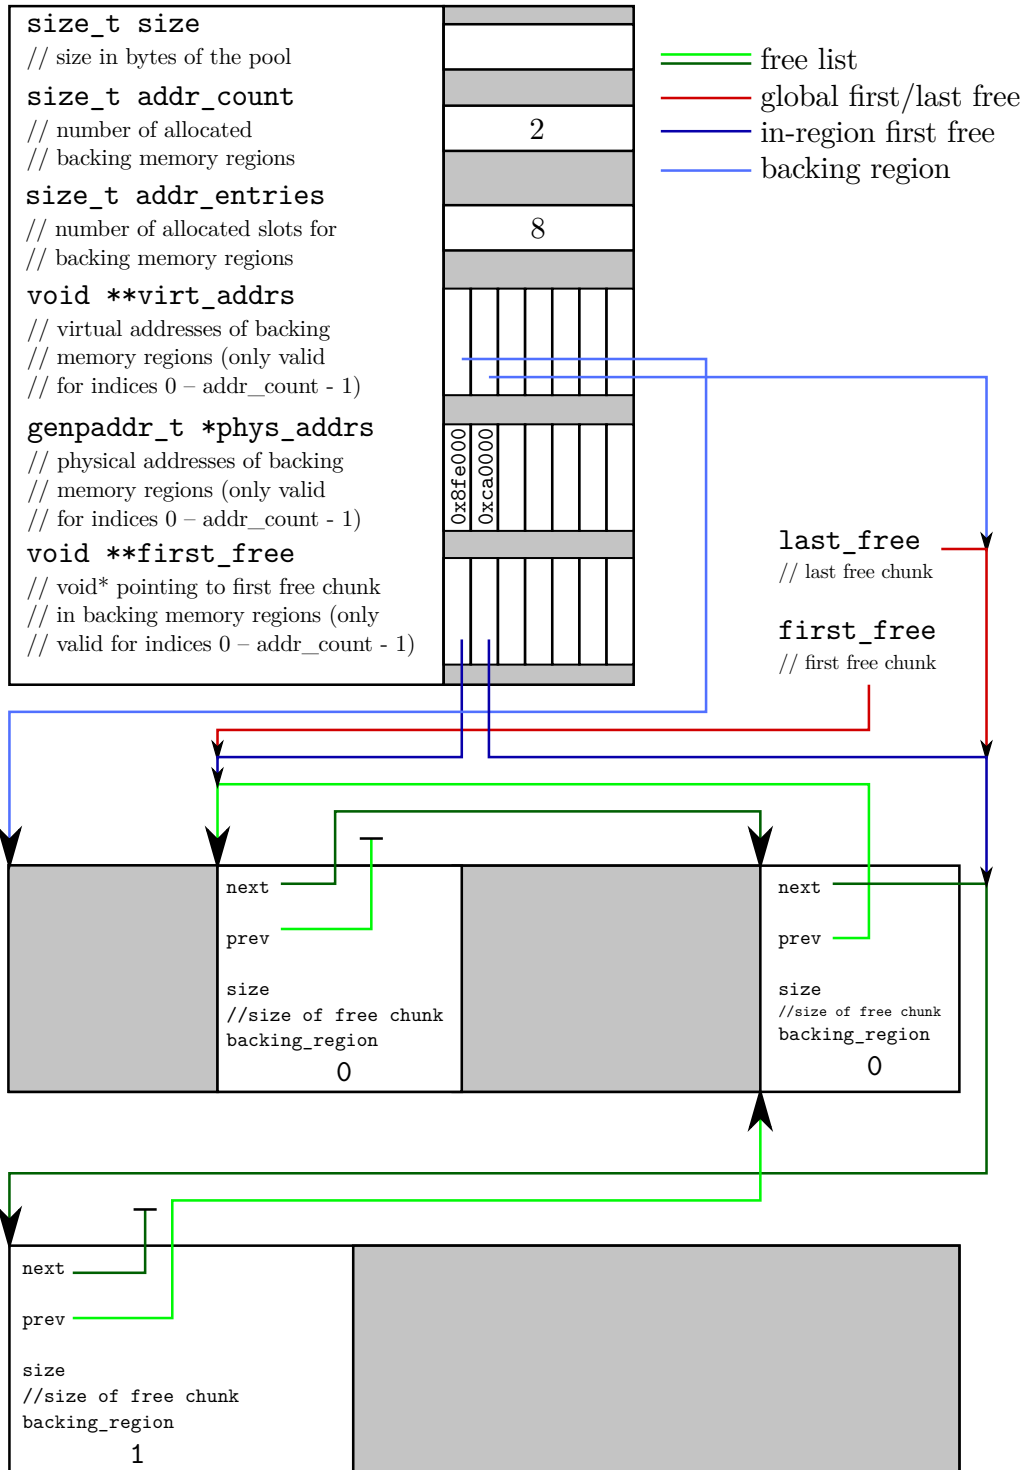 size_t size
// size in bytes of the pool
size_t addr_count
// number of allocated
// backing memory regions
2
size_t addr_entries
// number of allocated slots for
// backing memory regions
8
void **virt_addrs
// virtual addresses of backing
// memory regions (only valid
// for indices 0 – addr_count - 1)
genpaddr_t *phys_addrs
// physical addresses of backing
// memory regions (only valid
// for indices 0 – addr_count - 1)
0x8fe000
0xca0000
void **first_free
// void* pointing to first free chunk
// in backing memory regions (only
// valid for indices 0 – addr_count - 1)
free list
global first/last free
in-region first free
backing region
last_free
// last free chunk
first_free
// first free chunk
next
prev
size
//size of free chunk
backing_region
0
next
prev
size
//size of free chunk
backing_region
0
next
prev
size
//size of free chunk
backing_region
1